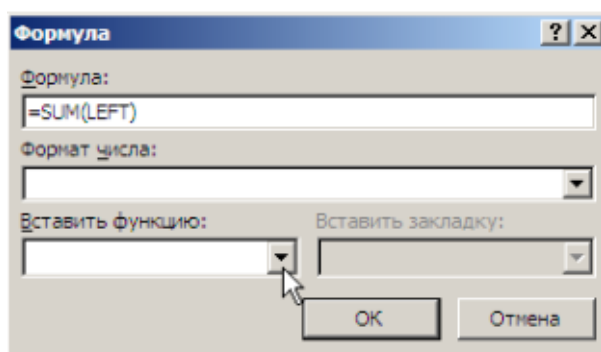 Формула
Формула:
=SUM(LEFT)
Формат числа:
Вставить функцию: Вставить закладку:
OK Отмена